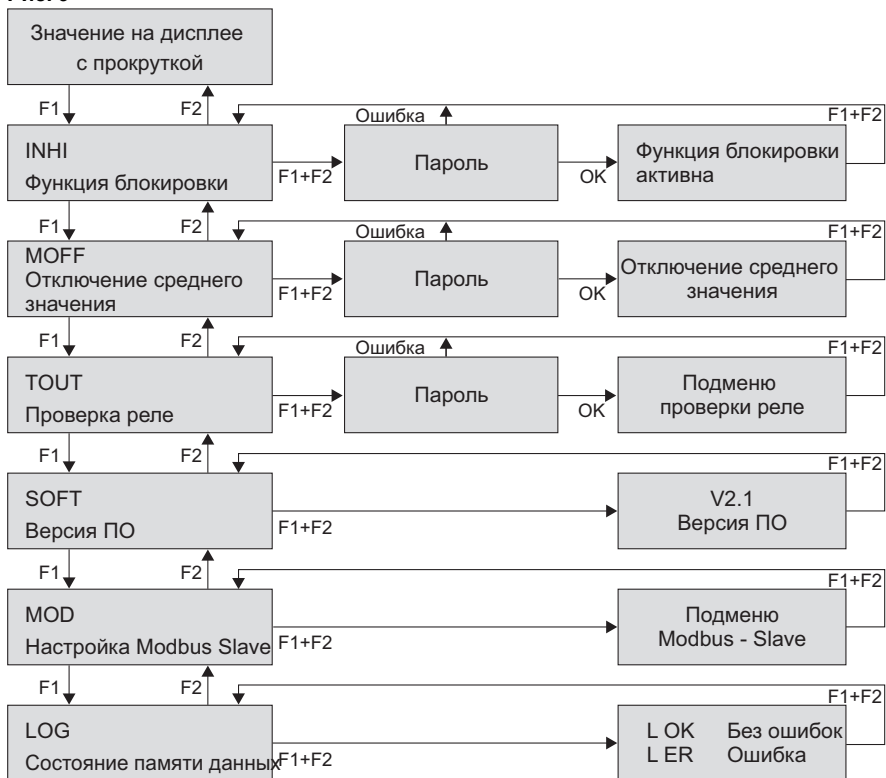 Значение на дисплее
с прокруткой
F1 F2 F1+F2
Ошибка
INHI
Функция блокировки
F1+F2
Пароль
OK
Функция блокировки
активна
F1 F2 F1+F2
Ошибка
MOFF
Отключение среднего
значения
F1+F2
Пароль
OK
Отключение среднего
значения
F1 F2 F1+F2
Ошибка
TOUT
Проверка реле
F1+F2
Пароль
OK
Подменю
проверки реле
F1 F2 F1+F2
SOFT
Версия ПО
F1+F2
V2.1
Версия ПО
F1 F2 F1+F2
MOD
Настройка Modbus Slave
F1+F2
Подменю
Modbus - Slave
F1 F2 F1+F2
LOG
Состояние памяти данных
F1+F2
L OK Без ошибок
L ER Ошибка